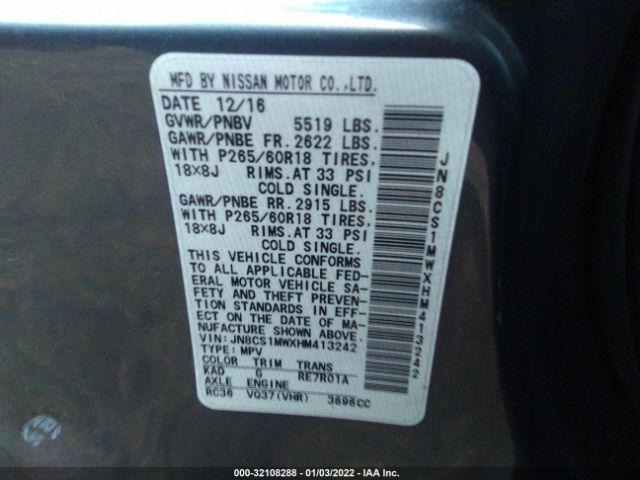 MFD BY NISSAN MOTOR CO.,LTD.
DATE 12/16
GVWR/PNBV 5519 LBS.
GAWR/PNBE FR. 2622 LBS.
WITH P265/60R18 TIRES,
18X8J RIMS. AT 33 PSI
COLD SINGLE.
GAWR/PNBE RR. 2915 LBS.
WITH P265/60R18 TIRES,
18X8J RIMS. AT 33 PSI
COLD SINGLE.
THIS VEHICLE CONFORMS
TO ALL APPLICABLE FED-
ERAL MOTOR VEHICLE SA-
FETY AND THEFT PREVEN-
TION STANDARDS IN EFF-
ECT ON THE DATE OF MA-
NUFACTURE SHOWN ABOVE.
VIN: JN8CS1MWXHM413242
TYPE: MPV
COLOR TRIM TRANS
KAD G RE7R01A
AXLE ENGINE
RC36 VQ37(VHR) 3696CC
JN8CS1MWXHM413242
000-32108288 - 01/03/2022 - IAA Inc.